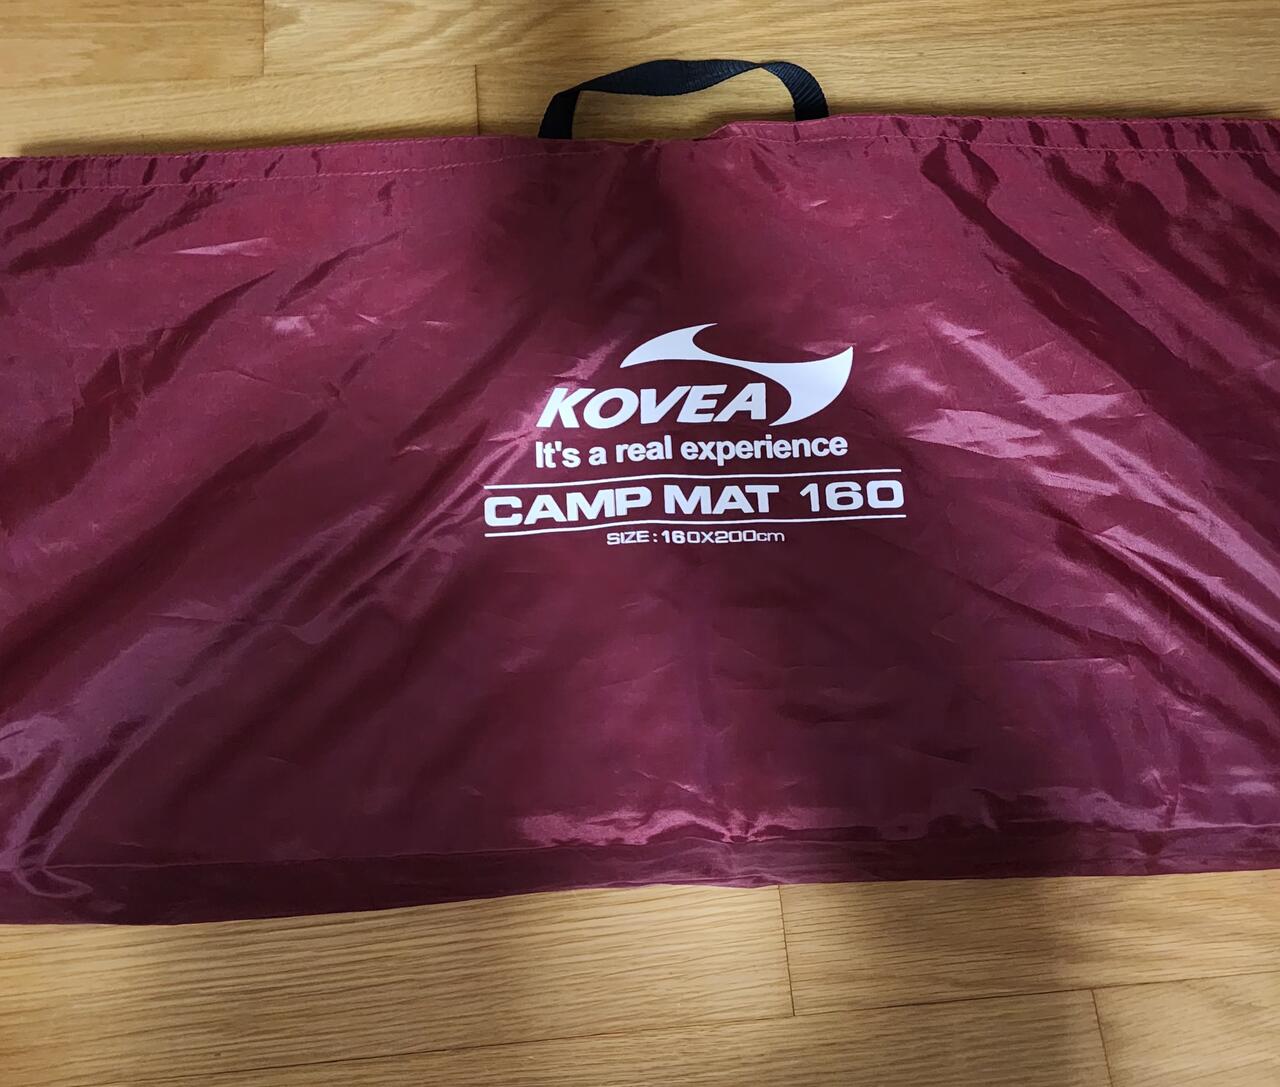 KOVEA
It's a real experience
CAMP MAT 160
SIZE : 160X200cm